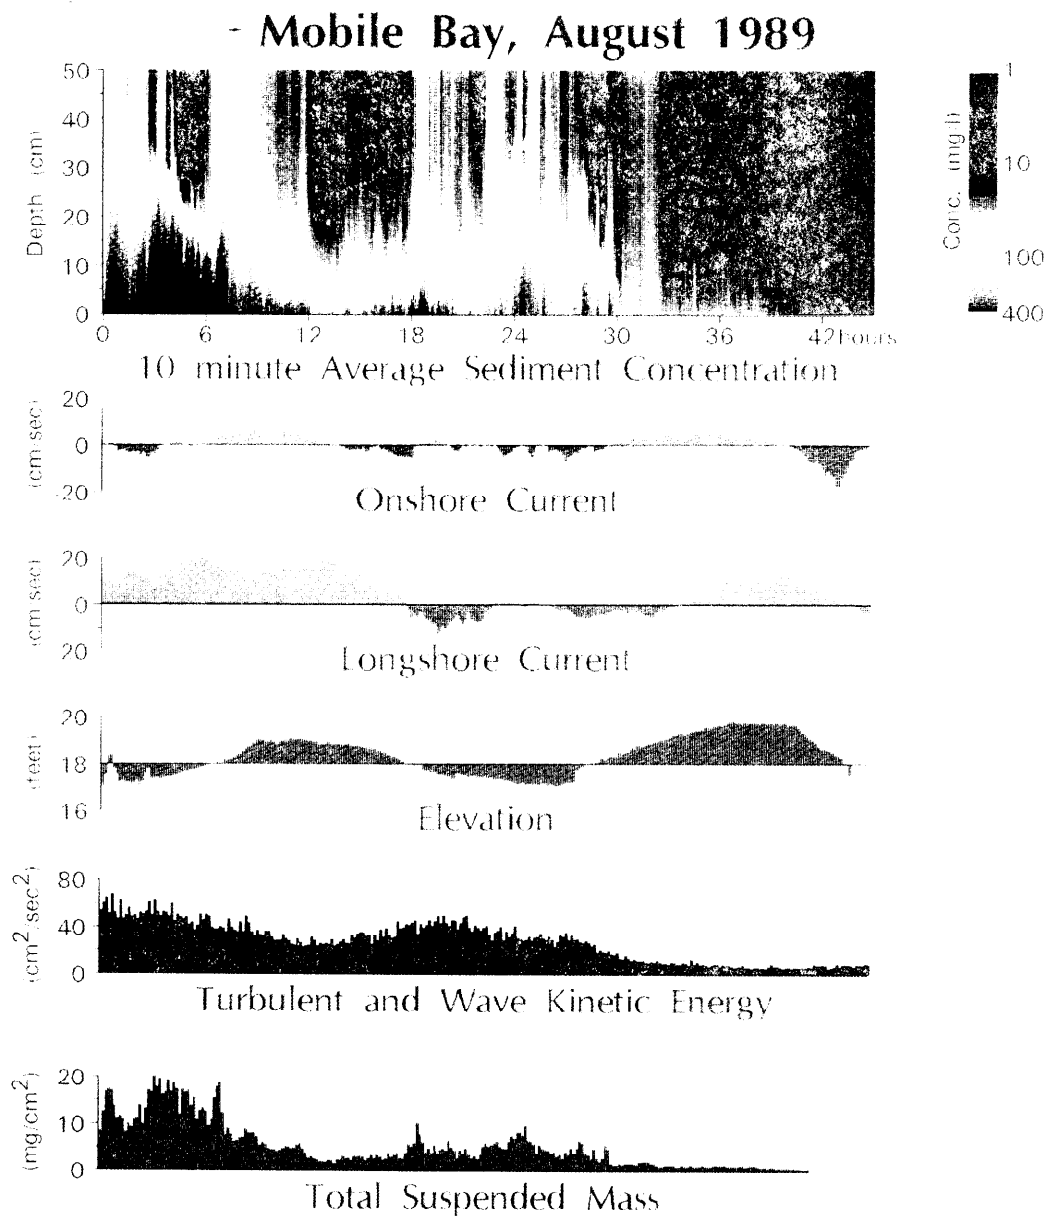 - Mobile Bay, August 1989
50
40
30
20
10
0
Depth (cm)
1
10
100
400
Conc. (mg/l)
0 6 12 18 24 30 36 42hours
10 minute Average Sediment Concentration
20
0
-20
(cm/sec)
Onshore Current
20
0
20
(cm/sec)
Longshore Current
20
18
16
(feet)
Elevation
80
40
0
(cm²/sec²)
Turbulent and Wave Kinetic Energy
20
10
0
(mg/cm²)
Total Suspended Mass